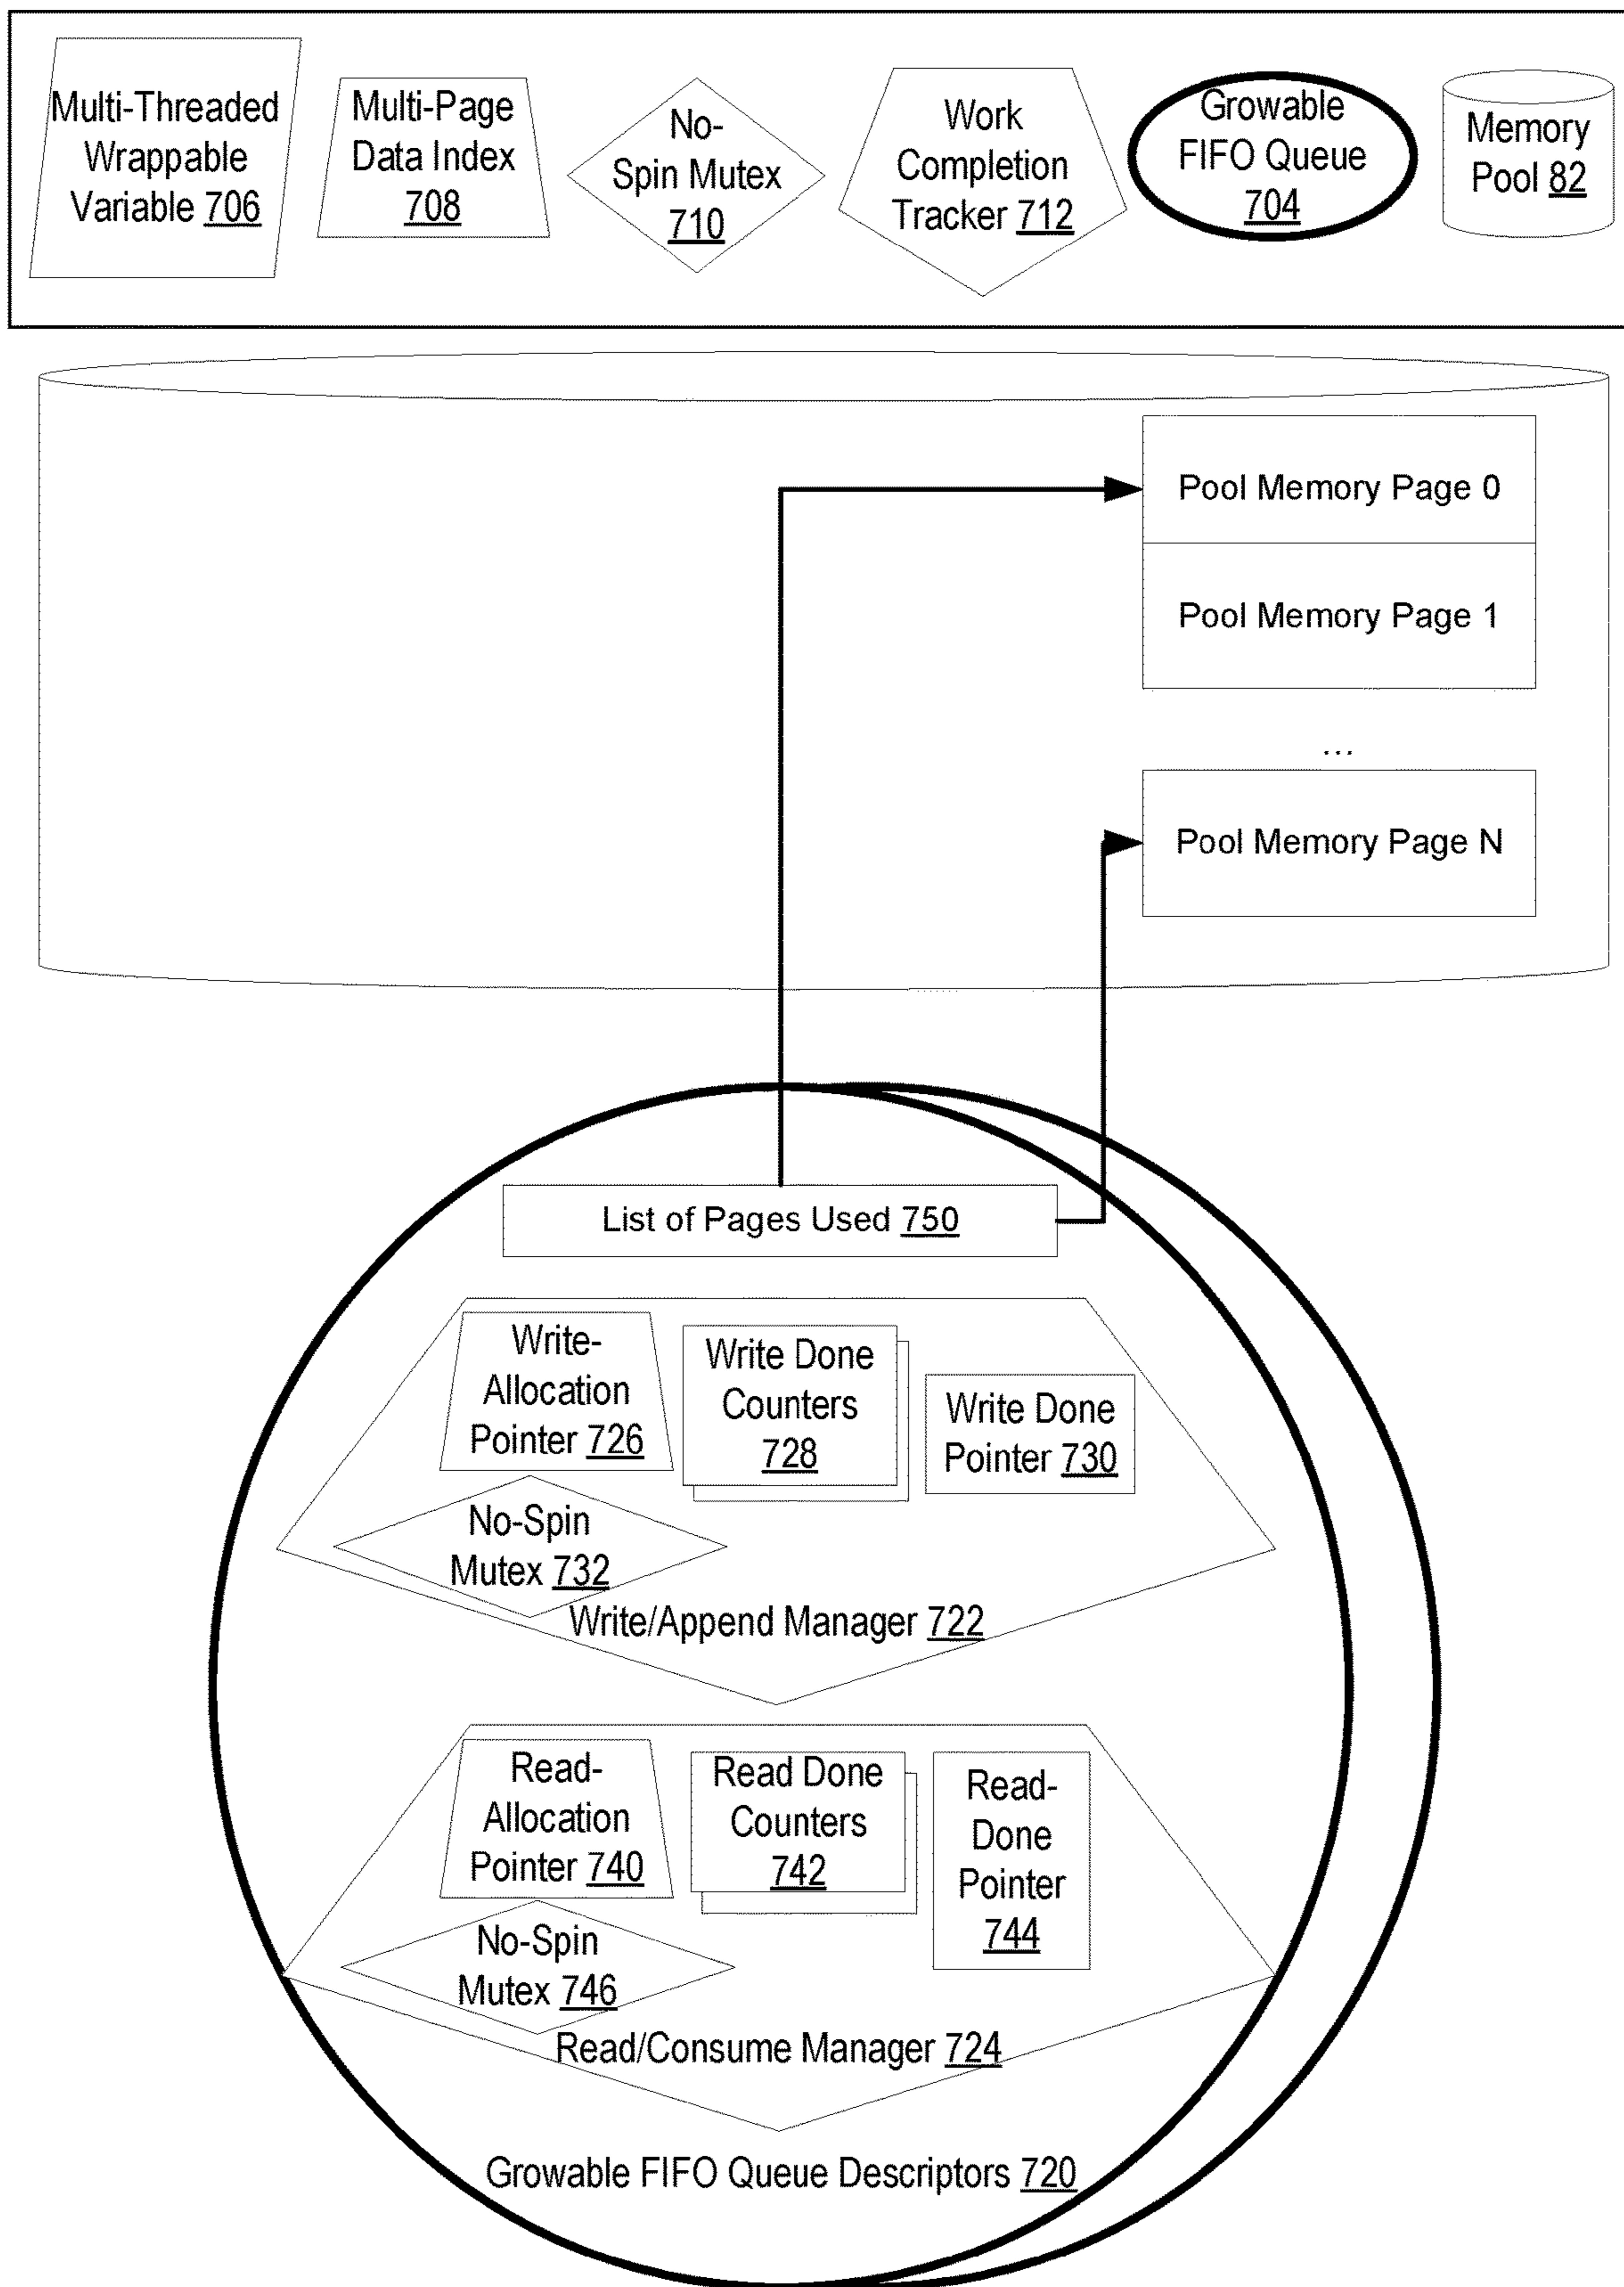 Multi-Threaded
Wrappable
Variable 706
Multi-Page
Data Index
708
No-
Spin Mutex
710
Work
Completion
Tracker 712
Growable
FIFO Queue
704
Memory
Pool 82
Pool Memory Page 0
Pool Memory Page 1
...
Pool Memory Page N
List of Pages Used 750
Write-
Allocation
Pointer 726
Write Done
Counters
728
Write Done
Pointer 730
No-Spin
Mutex 732
Write/Append Manager 722
Read-
Allocation
Pointer 740
Read Done
Counters
742
Read-
Done
Pointer
744
No-Spin
Mutex 746
Read/Consume Manager 724
Growable FIFO Queue Descriptors 720